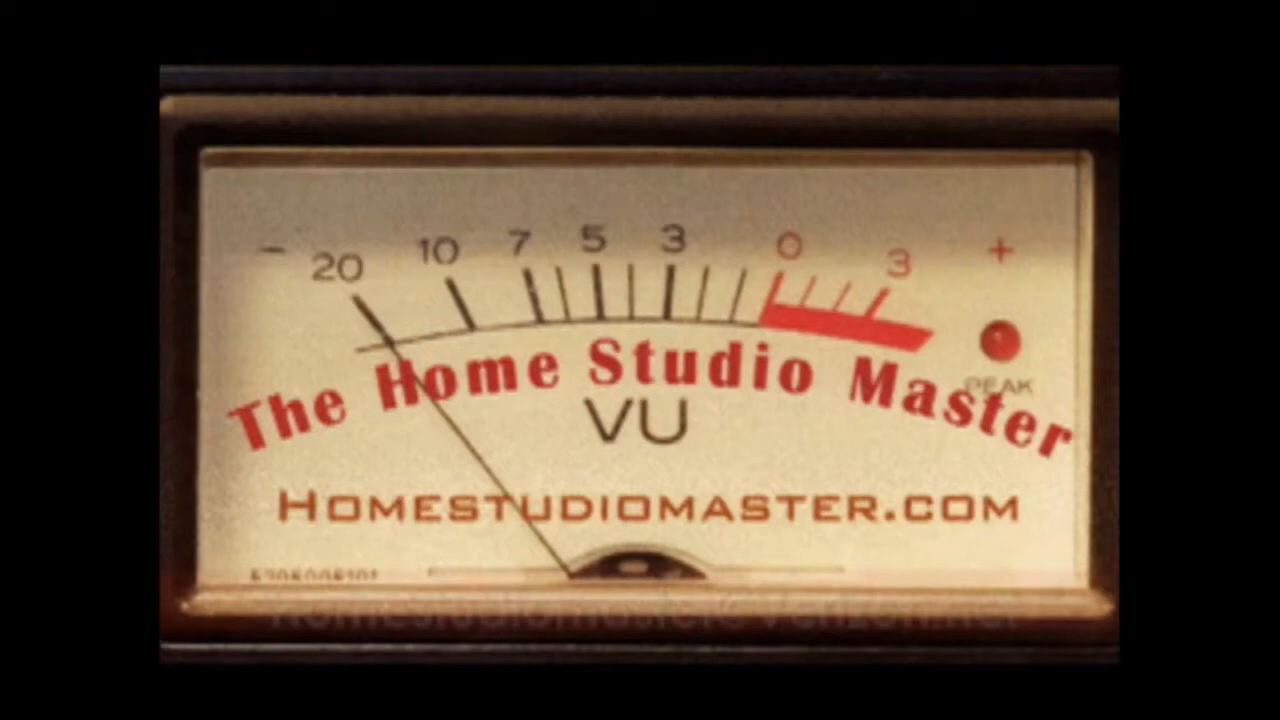 - 20 10 7 5 3 0 3 +
PEAK
The Home Studio Master
VU
HOMESTUDIOMASTER.COM